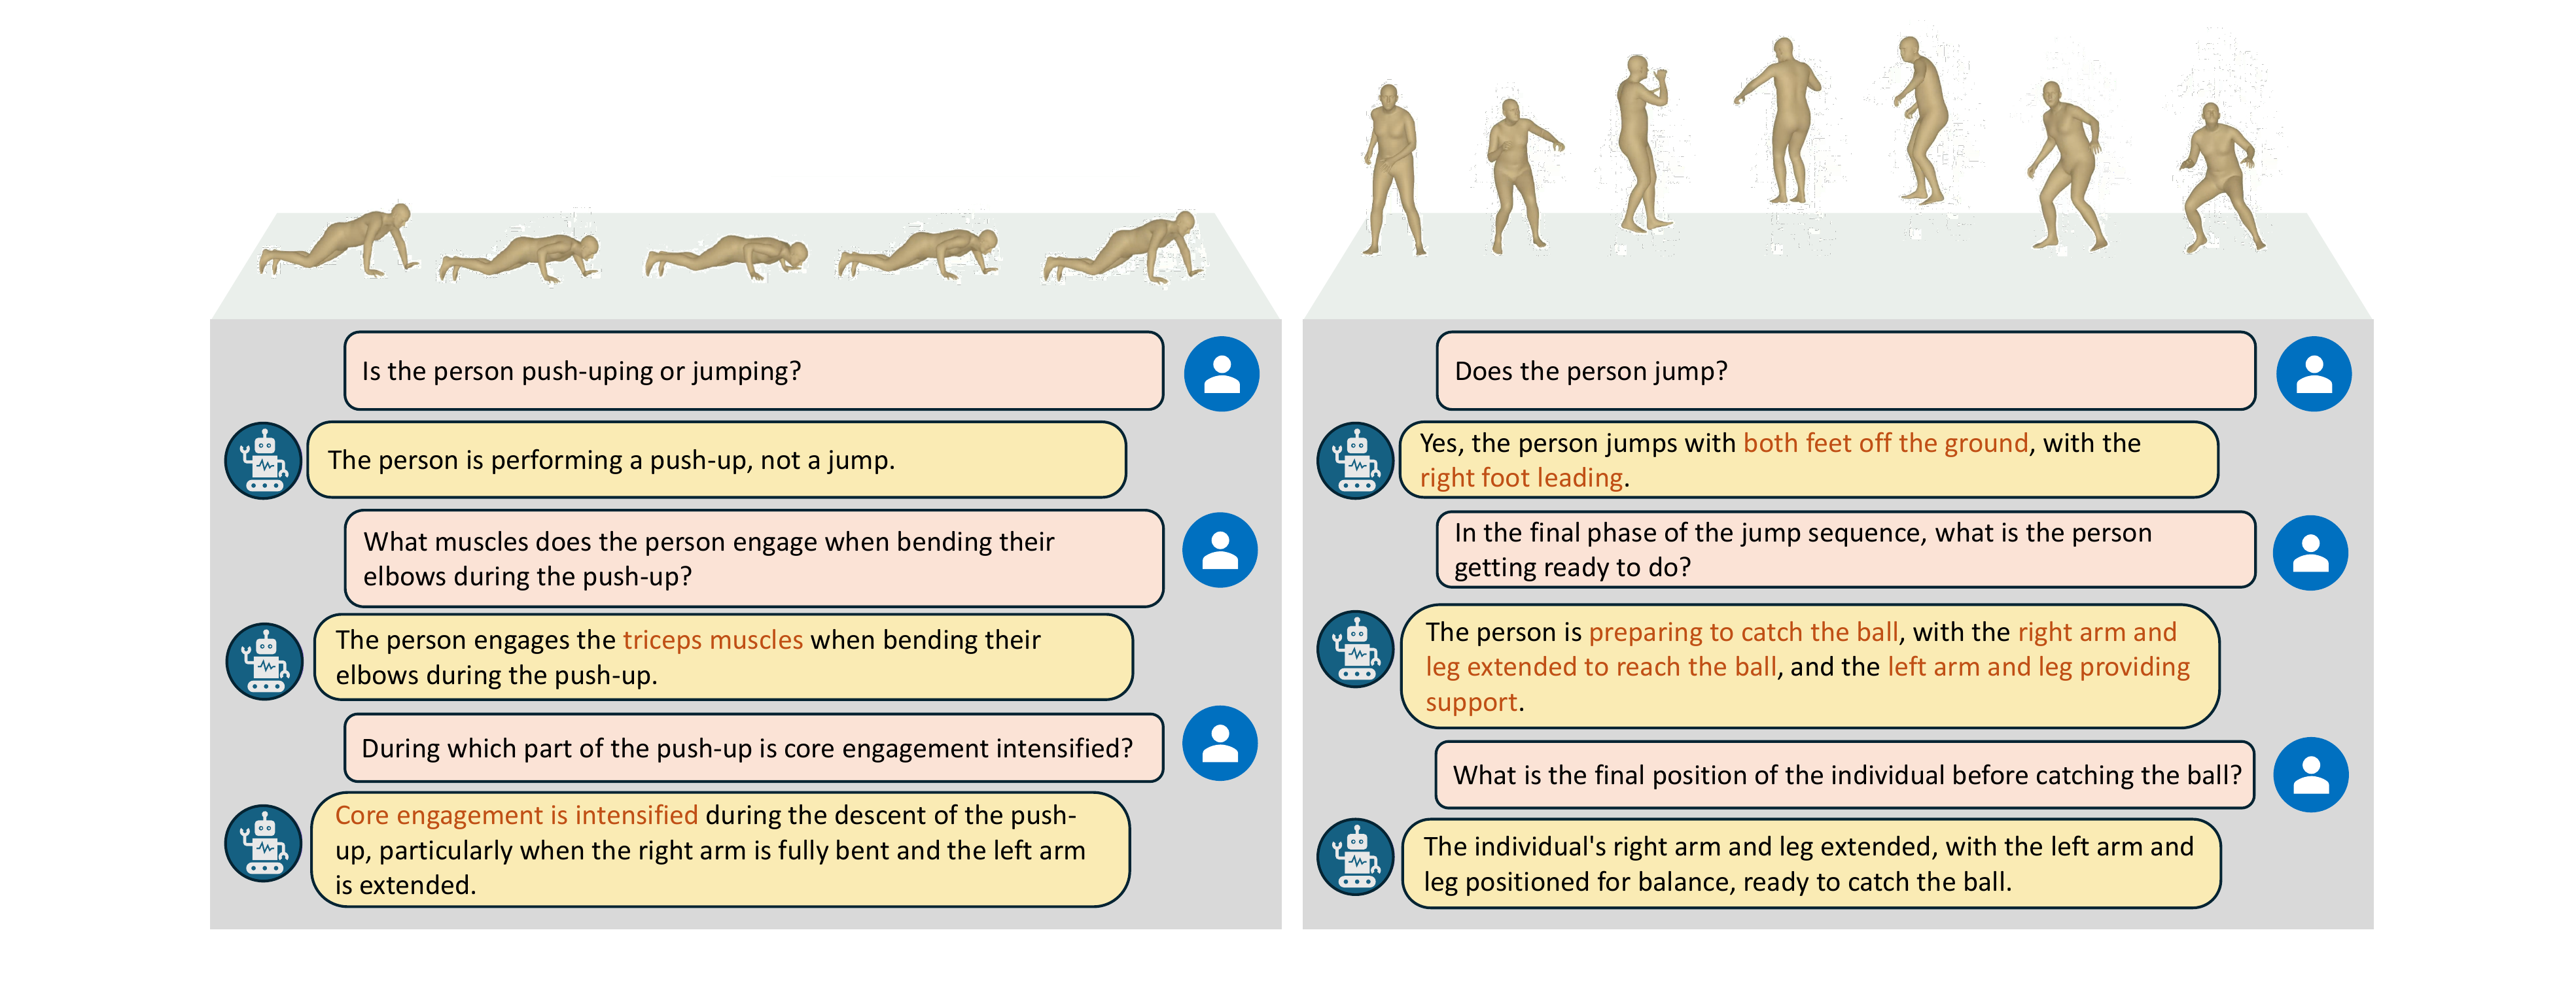 Is the person push-uping or jumping?
The person is performing a push-up, not a jump.
What muscles does the person engage when bending their
elbows during the push-up?
The person engages the triceps muscles when bending their
elbows during the push-up.
During which part of the push-up is core engagement intensified?
Core engagement is intensified during the descent of the push-
up, particularly when the right arm is fully bent and the left arm
is extended.
Does the person jump?
Yes, the person jumps with both feet off the ground, with the
right foot leading.
In the final phase of the jump sequence, what is the person
getting ready to do?
The person is preparing to catch the ball, with the right arm and
leg extended to reach the ball, and the left arm and leg providing
support.
What is the final position of the individual before catching the ball?
The individual's right arm and leg extended, with the left arm and
leg positioned for balance, ready to catch the ball.